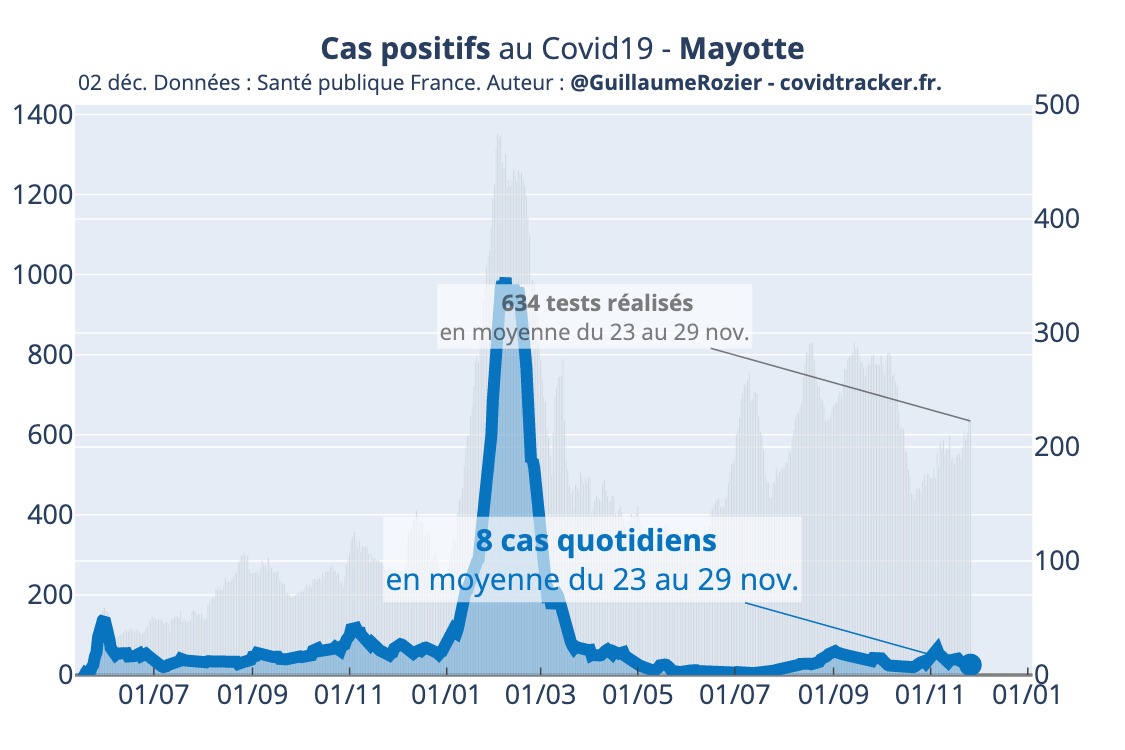 Cas positifs au Covid19 - Mayotte
02 déc. Données : Santé publique France. Auteur : @GuillaumeRozier - covidtracker.fr.
1400
1200
1000
800
600
400
200
0
500
400
300
200
100
0
634 tests réalisés
en moyenne du 23 au 29 nov.
8 cas quotidiens
en moyenne du 23 au 29 nov.
01/07 01/09 01/11 01/01 01/03 01/05 01/07 01/09 01/11 01/01